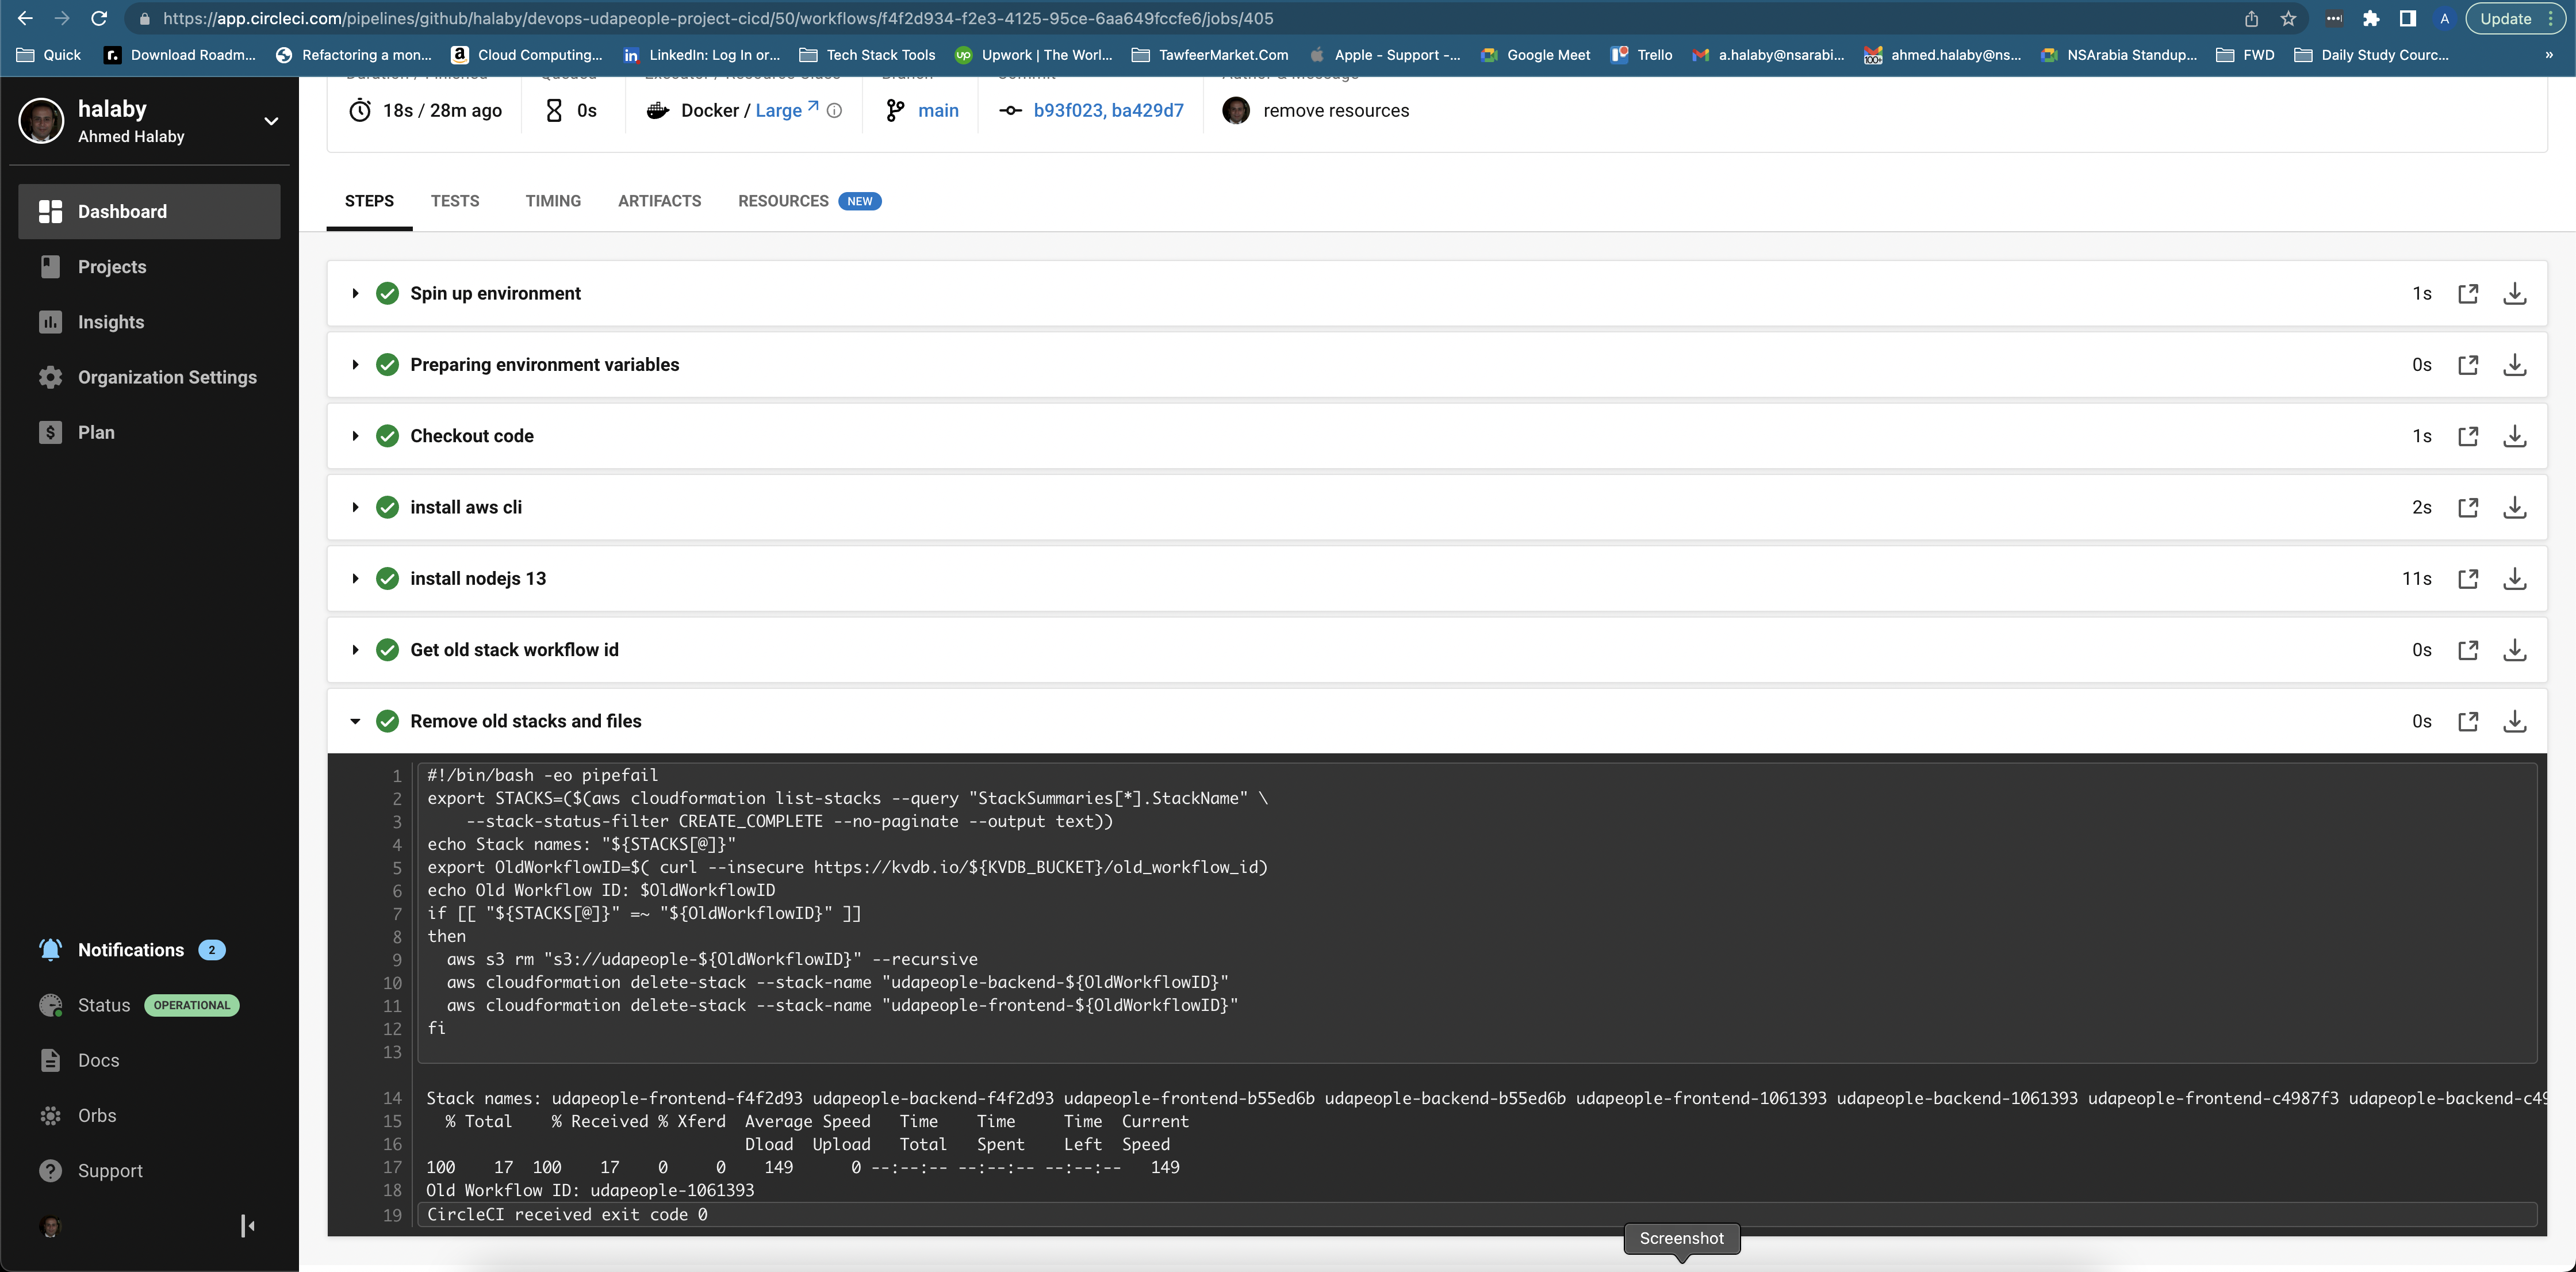 https://app.circleci.com/pipelines/github/halaby/devops-udapeople-project-cicd/50/workflows/f4f2d934-f2e3-4125-95ce-6aa649fccfe6/jobs/405
A
Update
Quick
r.
Download Roadm...
Refactoring a mon...
a
Cloud Computing...
in
LinkedIn: Log In or...
Tech Stack Tools
up
Upwork | The Worl...
TawfeerMarket.Com
Apple - Support -...
Google Meet
Trello
a.halaby@nsarabi...
ahmed.halaby@ns...
NSArabia Standup...
FWD
Daily Study Courc...
»
halaby
Ahmed Halaby
Dashboard
Projects
Insights
Organization Settings
Plan
Notifications 2
Status OPERATIONAL
Docs
Orbs
Support
Duration / Finished
Queued
Executor / Resource Class
Branch
Commit
Author & Message
18s / 28m ago
0s
Docker / Large
main
b93f023, ba429d7
remove resources
STEPS
TESTS
TIMING
ARTIFACTS
RESOURCES NEW
Spin up environment 1s
Preparing environment variables 0s
Checkout code 1s
install aws cli 2s
install nodejs 13 11s
Get old stack workflow id 0s
Remove old stacks and files 0s
1 #!/bin/bash -eo pipefail
2 export STACKS=($(aws cloudformation list-stacks --query "StackSummaries[*].StackName" \
3 --stack-status-filter CREATE_COMPLETE --no-paginate --output text))
4 echo Stack names: "${STACKS[@]}"
5 export OldWorkflowID=$( curl --insecure https://kvdb.io/${KVDB_BUCKET}/old_workflow_id)
6 echo Old Workflow ID: $OldWorkflowID
7 if [[ "${STACKS[@]}" =~ "${OldWorkflowID}" ]]
8 then
9 aws s3 rm "s3://udapeople-${OldWorkflowID}" --recursive
10 aws cloudformation delete-stack --stack-name "udapeople-backend-${OldWorkflowID}"
11 aws cloudformation delete-stack --stack-name "udapeople-frontend-${OldWorkflowID}"
12 fi
13
14 Stack names: udapeople-frontend-f4f2d93 udapeople-backend-f4f2d93 udapeople-frontend-b55ed6b udapeople-backend-b55ed6b udapeople-frontend-1061393 udapeople-backend-1061393 udapeople-frontend-c4987f3 udapeople-backend-c49
15 % Total % Received % Xferd Average Speed Time Time Time Current
16 Dload Upload Total Spent Left Speed
17 100 17 100 17 0 0 149 0 --:--:-- --:--:-- --:--:-- 149
18 Old Workflow ID: udapeople-1061393
19 CircleCI received exit code 0
Screenshot